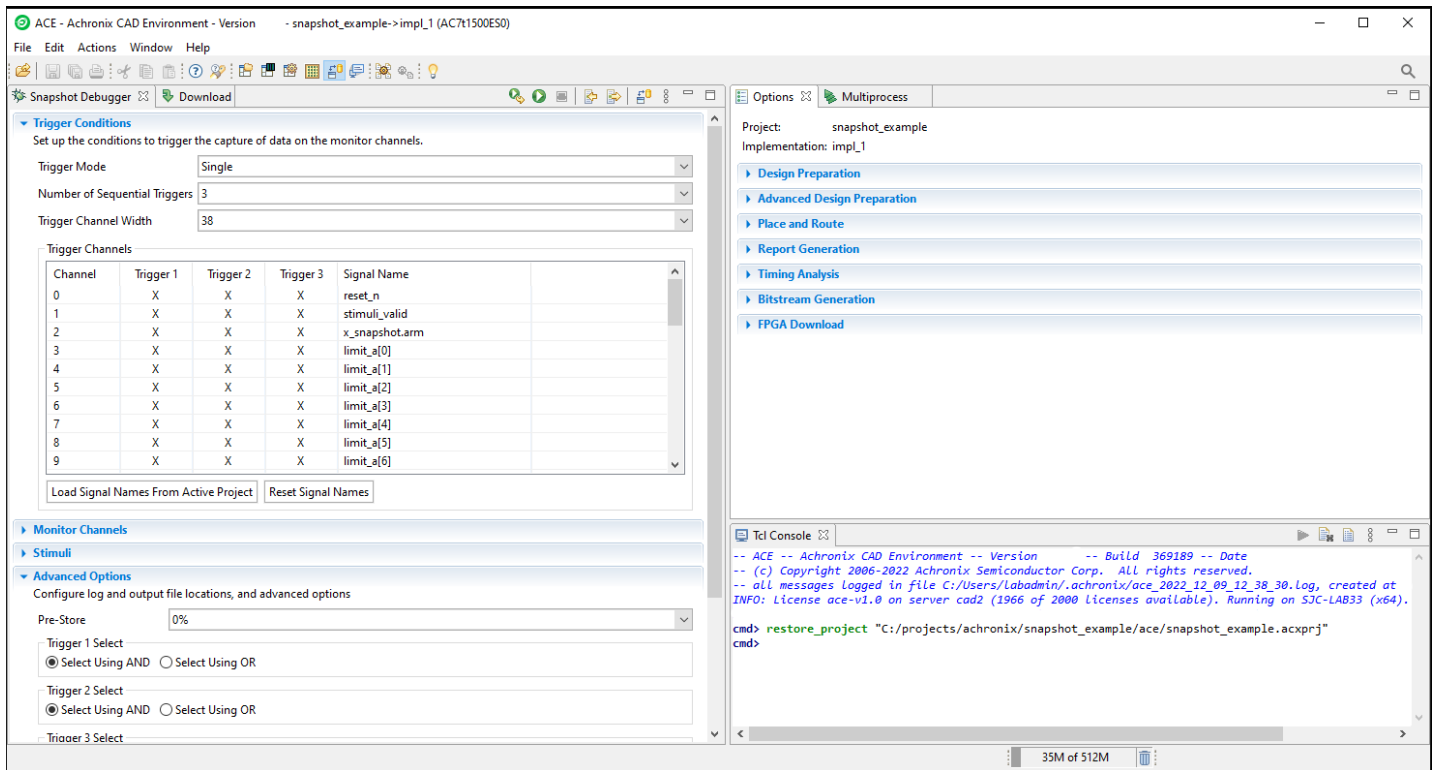 ACE - Achronix CAD Environment - Version - snapshot_example->impl_1 (AC7t1500ES0)
File Edit Actions Window Help
Snapshot Debugger Download
Trigger Conditions
Set up the conditions to trigger the capture of data on the monitor channels.
Trigger Mode Single
Number of Sequential Triggers 3
Trigger Channel Width 38
Trigger Channels
Channel Trigger 1 Trigger 2 Trigger 3 Signal Name
0 X X X reset_n
1 X X X stimuli_valid
2 X X X x_snapshot.arm
3 X X X limit_a[0]
4 X X X limit_a[1]
5 X X X limit_a[2]
6 X X X limit_a[3]
7 X X X limit_a[4]
8 X X X limit_a[5]
9 X X X limit_a[6]
Load Signal Names From Active Project Reset Signal Names
Monitor Channels
Stimuli
Advanced Options
Configure log and output file locations, and advanced options
Pre-Store 0%
Trigger 1 Select
Select Using AND Select Using OR
Trigger 2 Select
Select Using AND Select Using OR
Trigger 3 Select
Options Multiprocess
Project: snapshot_example
Implementation: impl_1
Design Preparation
Advanced Design Preparation
Place and Route
Report Generation
Timing Analysis
Bitstream Generation
FPGA Download
Tcl Console
-- ACE -- Achronix CAD Environment -- Version -- Build 369189 -- Date
-- (c) Copyright 2006-2022 Achronix Semiconductor Corp. All rights reserved.
-- all messages logged in file C:/Users/labadmin/.achronix/ace_2022_12_09_12_38_30.log, created at
INFO: License ace-v1.0 on server cad2 (1966 of 2000 licenses available). Running on SJC-LAB33 (x64).
cmd> restore_project "C:/projects/achronix/snapshot_example/ace/snapshot_example.acxprj"
cmd>
35M of 512M